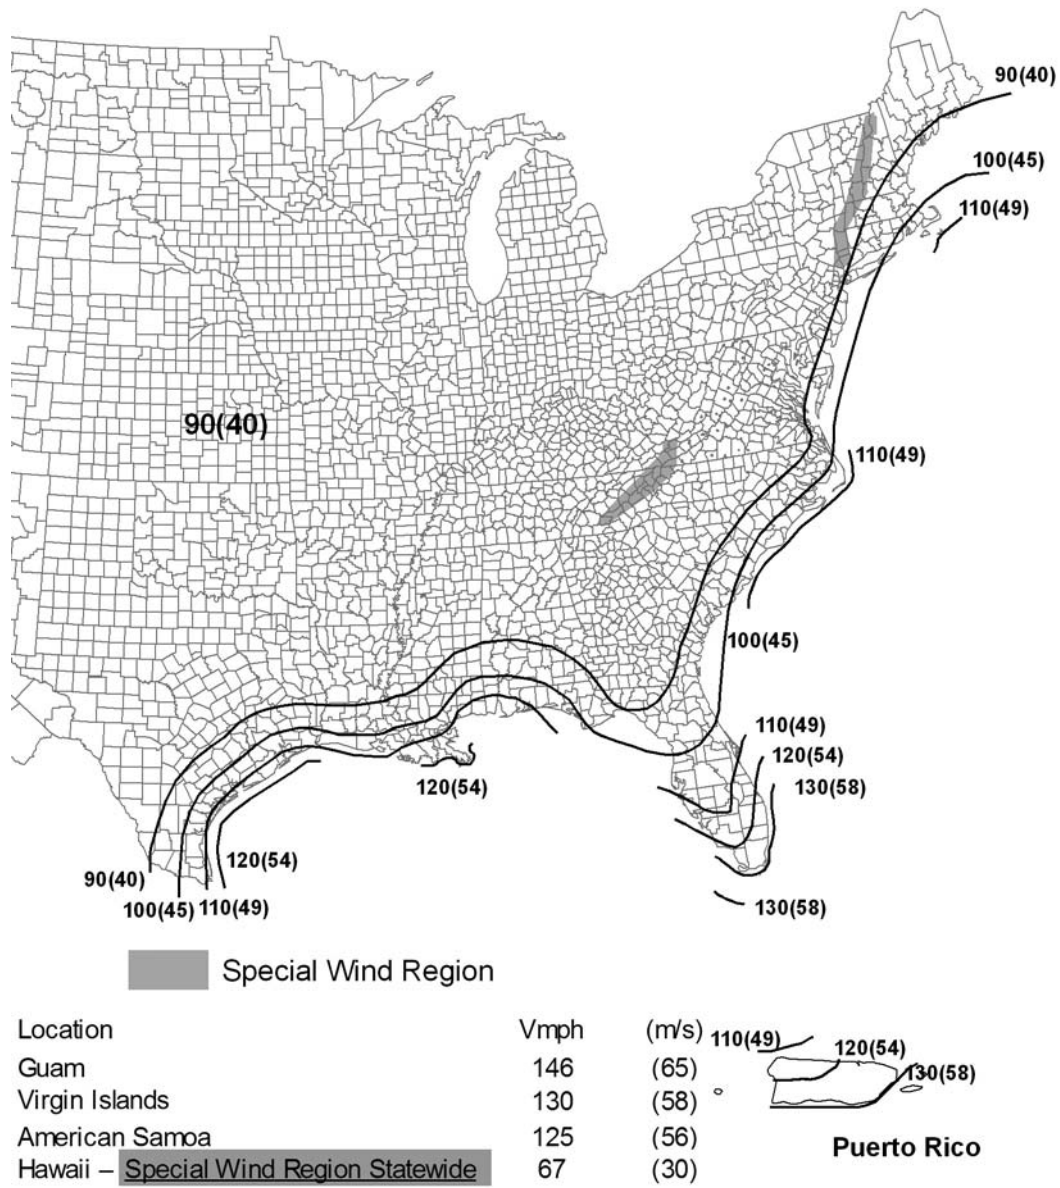 90(40)
100(45)
110(49)
90(40)
110(49)
100(45)
110(49)
120(54)
120(54)
130(58)
120(54)
90(40)
100(45)
110(49)
130(58)
Special Wind Region
Location Vmph (m/s)
Guam 146 (65)
Virgin Islands 130 (58)
American Samoa 125 (56)
Hawaii – Special Wind Region Statewide 67 (30)
110(49)
120(54)
130(58)
Puerto Rico